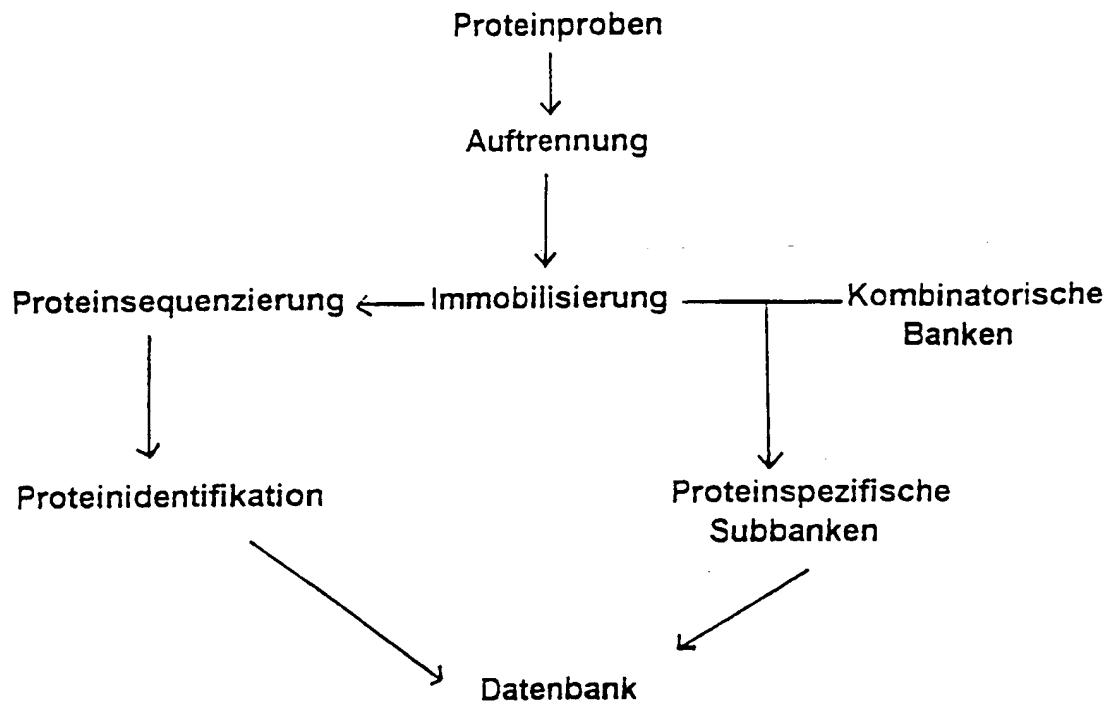 Proteinproben
Auftrennung
Proteinsequenzierung
Immobilisierung
Kombinatorische
Banken
Proteinidentifikation
Proteinspezifische
Subbanken
Datenbank